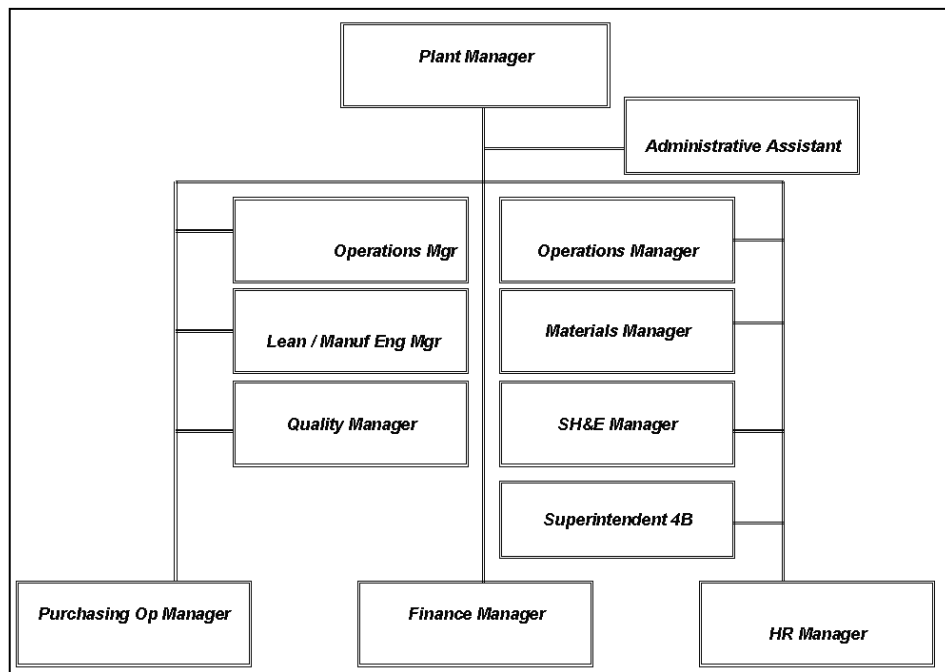 Plant Manager
Administrative Assistant
Operations Mgr
Operations Manager
Lean / Manuf Eng Mgr
Materials Manager
Quality Manager
SH&E Manager
Superintendent 4B
Purchasing Op Manager
Finance Manager
HR Manager